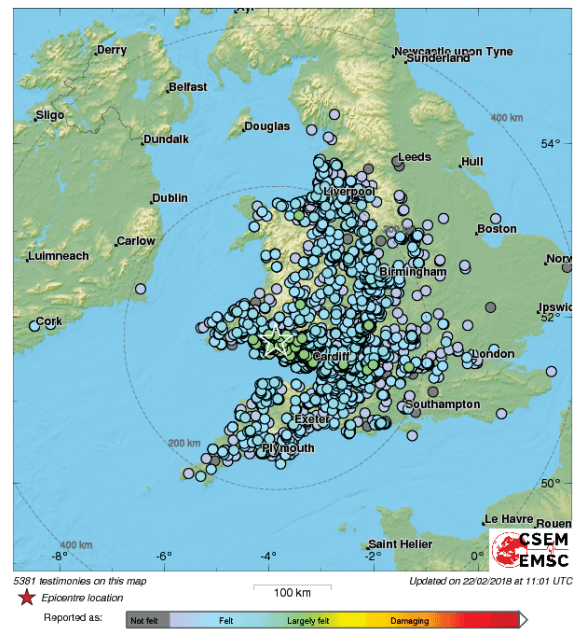 Ayr
Derry
Newcastle upon Tyne
Sunderland
Belfast
400 km
Sligo
Douglas
Dundalk
54°
Leeds
Hull
Dublin
Liverpool
Boston
Carlow
Luimneach
Norw
Birmingham
52°
Ipswic
Cork
Cardiff
London
Southampton
Exeter
200 km
Plymouth
50°
Le Havre
Rouen
400 km
Saint Helier
CSEM
EMSC
-8°
-6°
-4°
-2°
0°
5381 testimonies on this map
Updated on 22/02/2018 at 11:01 UTC
Epicentre location
100 km
Reported as:
Not felt
Felt
Largely felt
Damaging